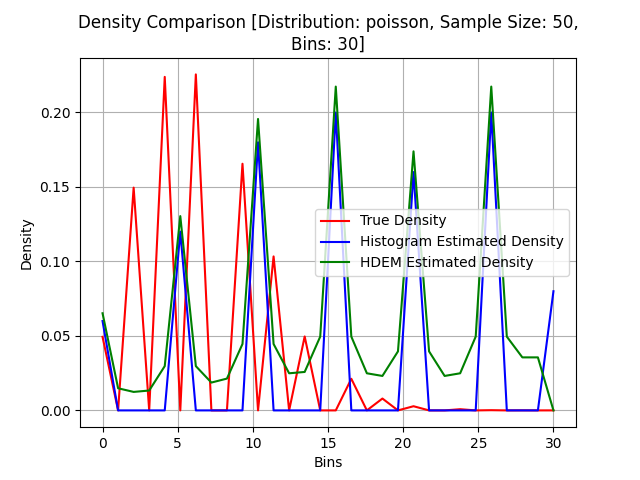 Density Comparison [Distribution: poisson, Sample Size: 50,
Bins: 30]
Density
0.20
0.15
0.10
0.05
0.00
True Density
Histogram Estimated Density
HDEM Estimated Density
0 5 10 15 20 25 30
Bins